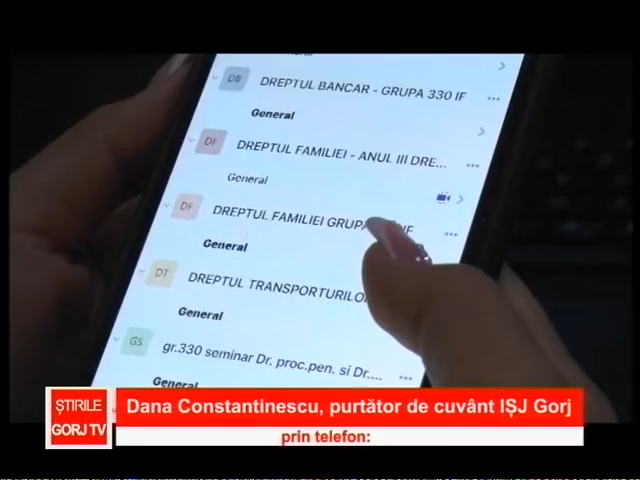 DB DREPTUL BANCAR - GRUPA 330 IF
General
DF DREPTUL FAMILIEI - ANUL III DRE...
General
DF DREPTUL FAMILIEI GRUPA IF
General
DT DREPTUL TRANSPORTURILO
General
GS gr.330 seminar Dr. proc.pen. si Dr....
General
ȘTIRILE
GORJ TV
Dana Constantinescu, purtător de cuvânt IȘJ Gorj
prin telefon: